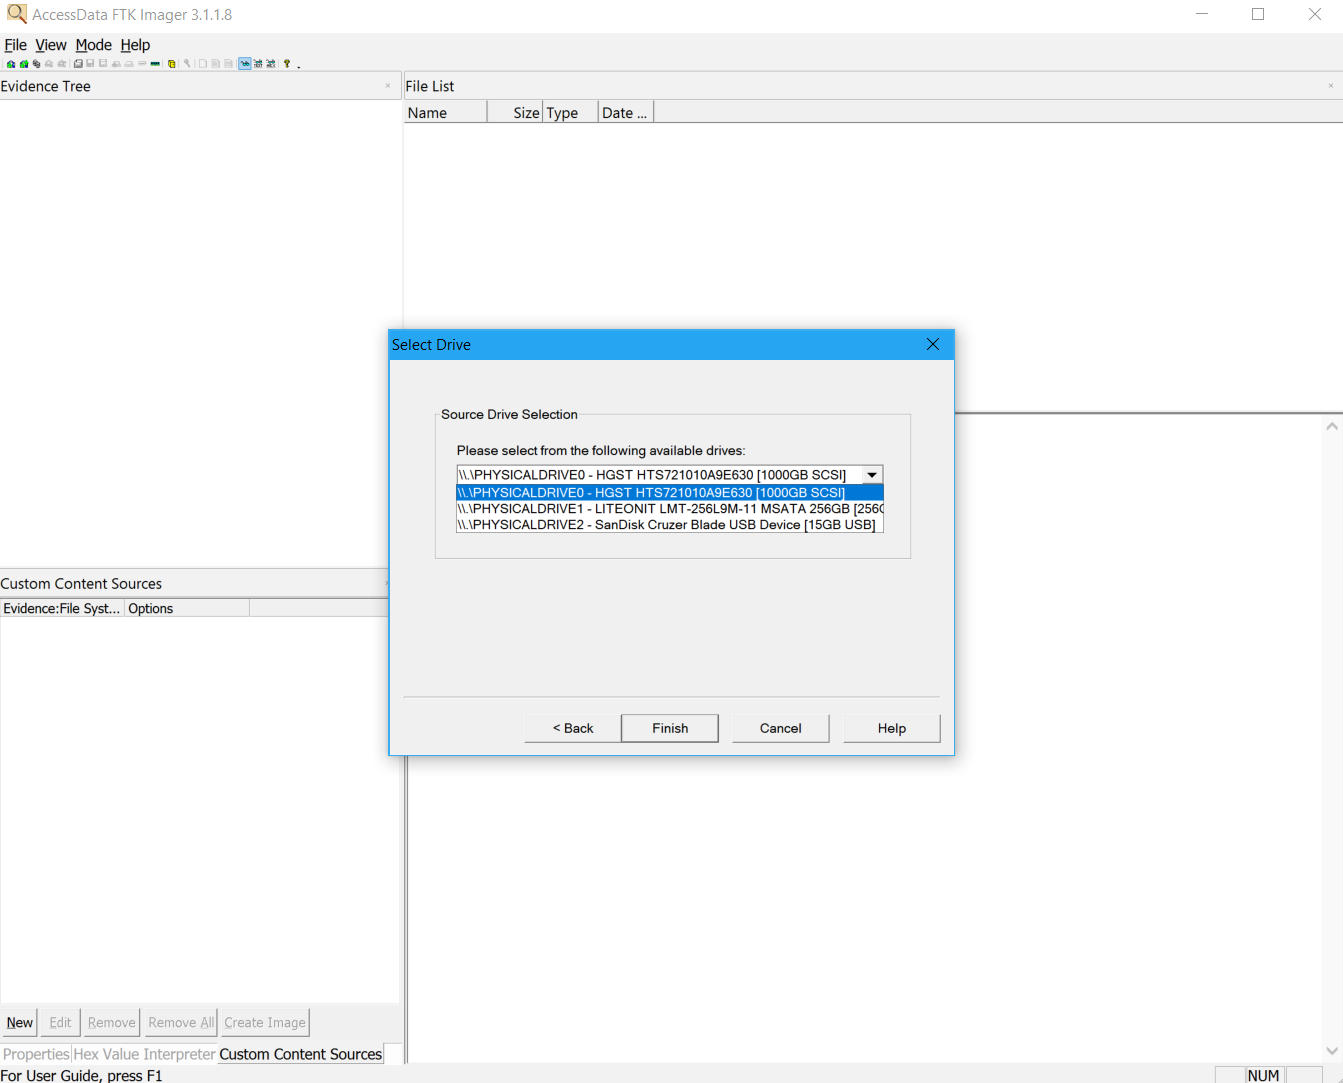 AccessData FTK Imager 3.1.1.8
File View Mode Help
Evidence Tree
File List
Name Size Type Date ...
Select Drive
Source Drive Selection
Please select from the following available drives:
\\.\PHYSICALDRIVE0 - HGST HTS721010A9E630 [1000GB SCSI]
\\.\PHYSICALDRIVE0 - HGST HTS721010A9E630 [1000GB SCSI]
\\.\PHYSICALDRIVE1 - LITEONIT LMT-256L9M-11 MSATA 256GB [256G
\\.\PHYSICALDRIVE2 - SanDisk Cruzer Blade USB Device [15GB USB]
< Back Finish Cancel Help
Custom Content Sources
Evidence:File Syst... Options
New Edit Remove Remove All Create Image
Properties Hex Value Interpreter Custom Content Sources
For User Guide, press F1
NUM